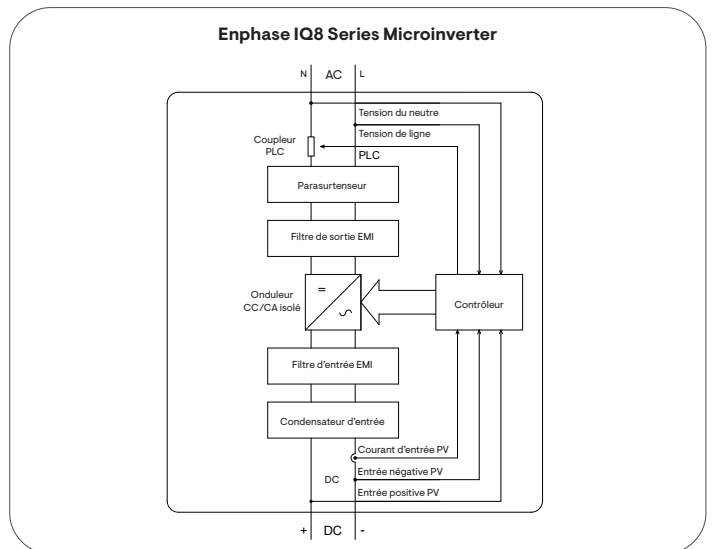 Enphase IQ8 Series Microinverter
N AC L
Tension du neutre
Tension de ligne
Coupleur
PLC
PLC
Parasurtenseur
Filtre de sortie EMI
Onduleur
CC/CA isolé
=
Contrôleur
Filtre d'entrée EMI
Condensateur d'entrée
Courant d'entrée PV
Entrée négative PV
DC
Entrée positive PV
+ DC -